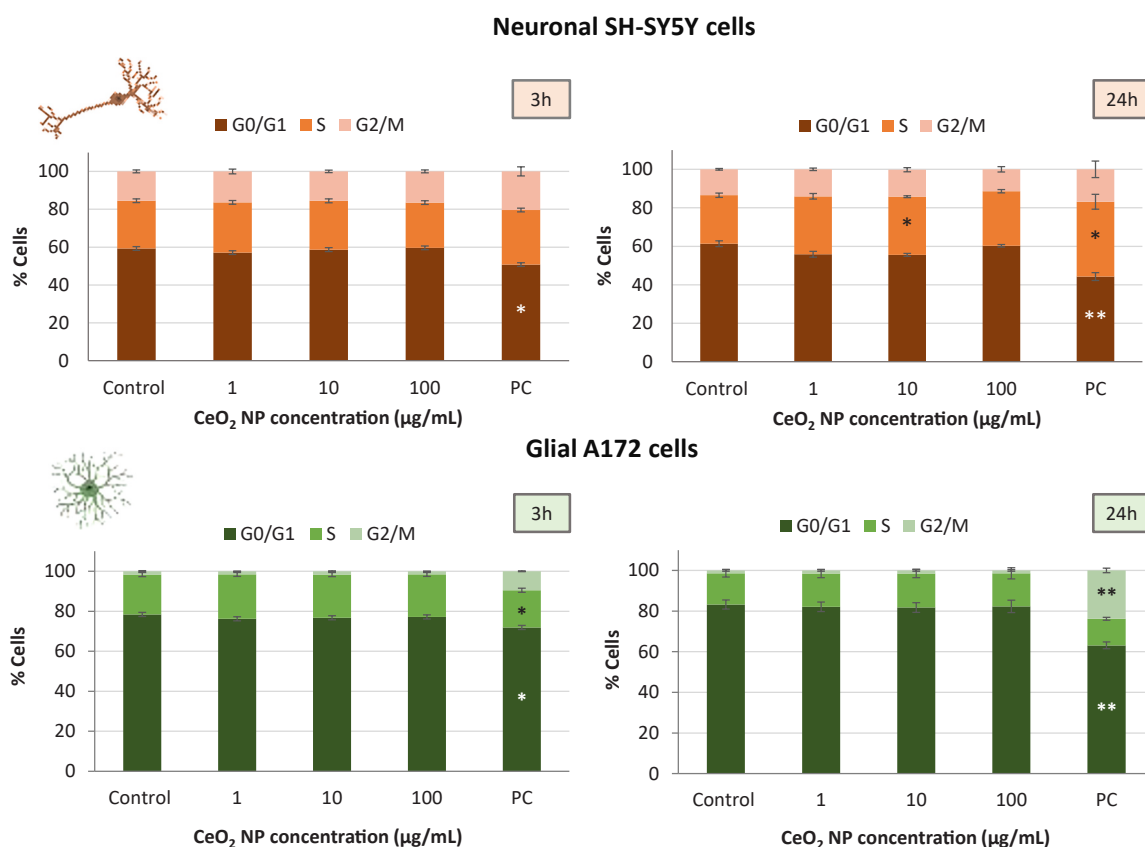 Neuronal SH-SY5Y cells
3h
G0/G1 S G2/M
% Cells
100
80
60
40
20
0
*
Control 1 10 100 PC
CeO2 NP concentration (µg/mL)
24h
G0/G1 S G2/M
% Cells
100
80
60
40
20
0
*
*
**
Control 1 10 100 PC
CeO2 NP concentration (µg/mL)
Glial A172 cells
3h
G0/G1 S G2/M
% Cells
100
80
60
40
20
0
*
*
Control 1 10 100 PC
CeO2 NP concentration (µg/mL)
24h
G0/G1 S G2/M
% Cells
100
80
60
40
20
0
**
**
Control 1 10 100 PC
CeO2 NP concentration (µg/mL)